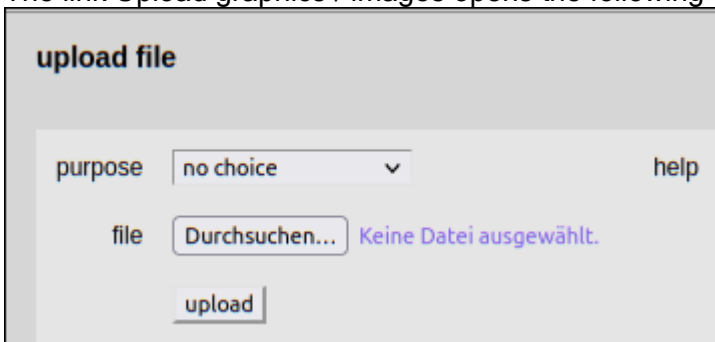 The link Upload graphics / images opens the following
upload file
purpose no choice help
file Durchsuchen... Keine Datei ausgewählt.
upload